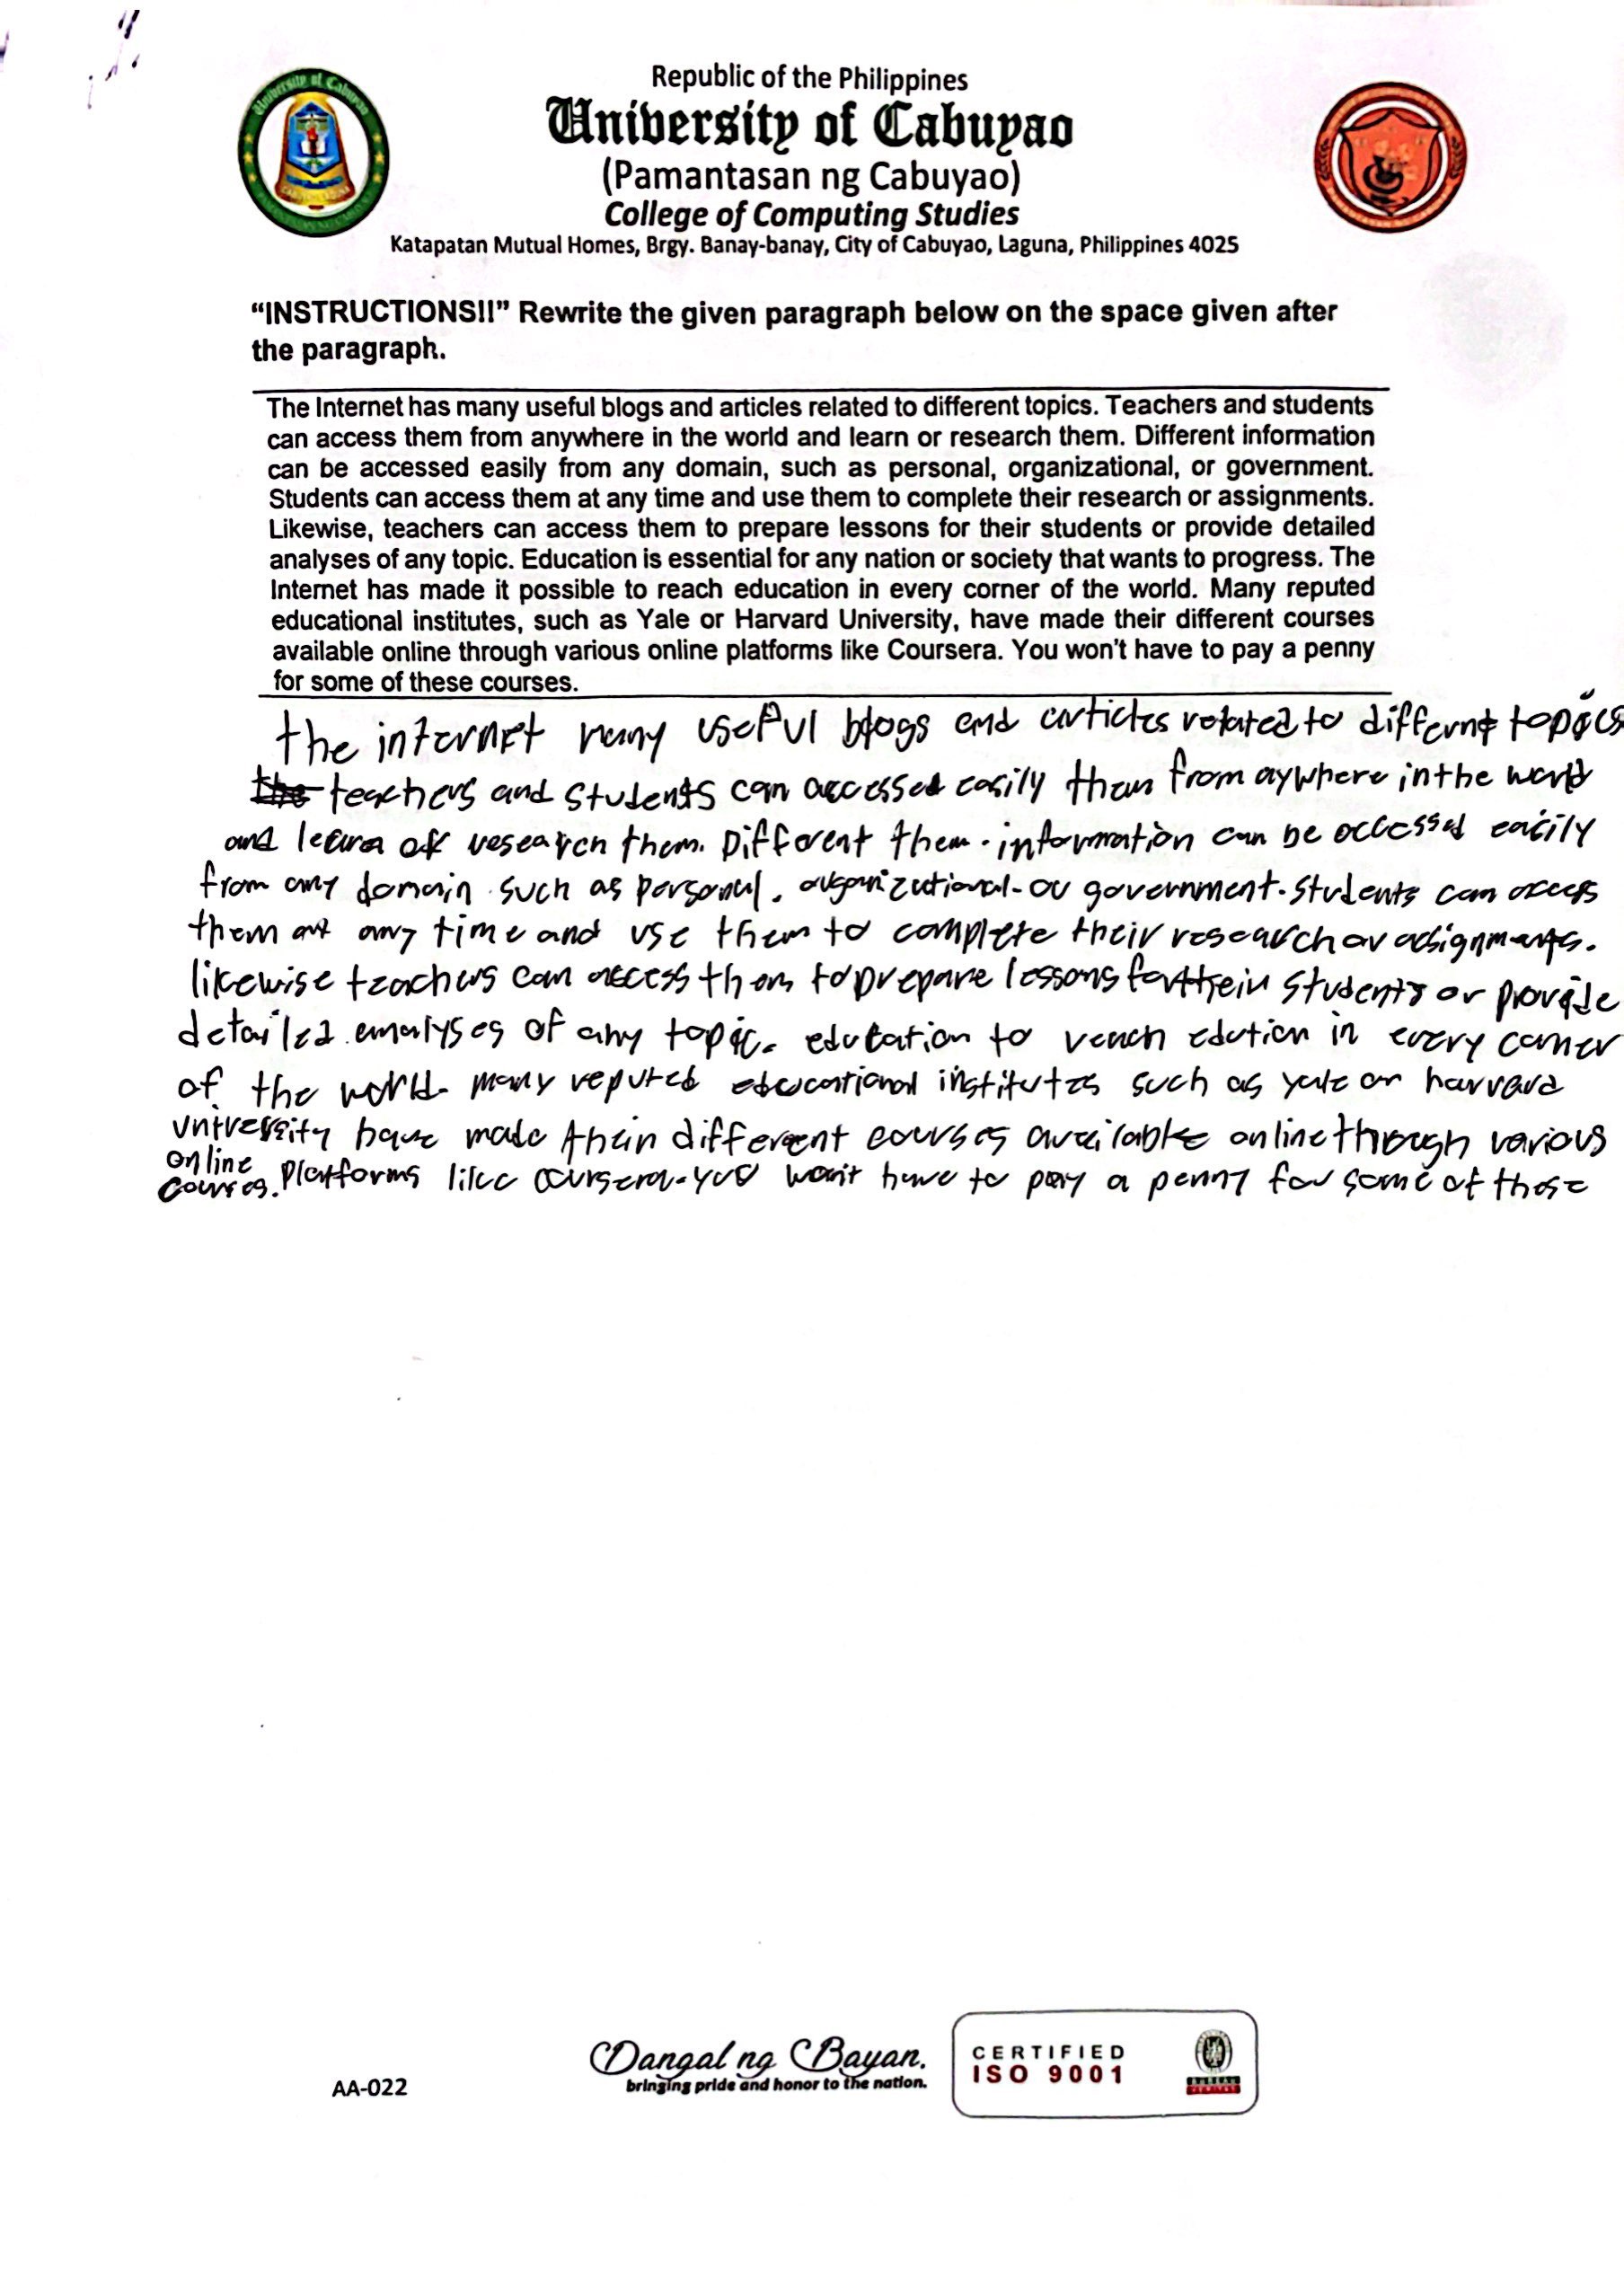 Republic of the Philippines
University of Cabuyao
(Pamantasan ng Cabuyao)
College of Computing Studies
Katapatan Mutual Homes, Brgy. Banay-banay, City of Cabuyao, Laguna, Philippines 4025
“INSTRUCTIONS!!” Rewrite the given paragraph below on the space given after
the paragraph.
The Internet has many useful blogs and articles related to different topics. Teachers and students
can access them from anywhere in the world and learn or research them. Different information
can be accessed easily from any domain, such as personal, organizational, or government.
Students can access them at any time and use them to complete their research or assignments.
Likewise, teachers can access them to prepare lessons for their students or provide detailed
analyses of any topic. Education is essential for any nation or society that wants to progress. The
Internet has made it possible to reach education in every corner of the world. Many reputed
educational institutes, such as Yale or Harvard University, have made their different courses
available online through various online platforms like Coursera. You won't have to pay a penny
for some of these courses.
the internet many useful blogs and articles related to differnt topics
teachers and students can accessed easily them from aywhere in the world
and learn or research them. Different them. information can be accessed easily
from any domain such as personal. organizational. or government. students can access
them at any time and use them to complete their research or assignments.
likewise teachers can access them to prepare lessons for their students or provide
detailed analyses of any topic. education to reach edution in every corner
of the world. many reputed educational institutes such as yale or harvard
university have made their different courses available online through various
online platforms like coursera. you won't have to pay a penny for some of these
courses.
AA-022
Dangal ng Bayan.
bringing pride and honor to the nation.
CERTIFIED
ISO 9001